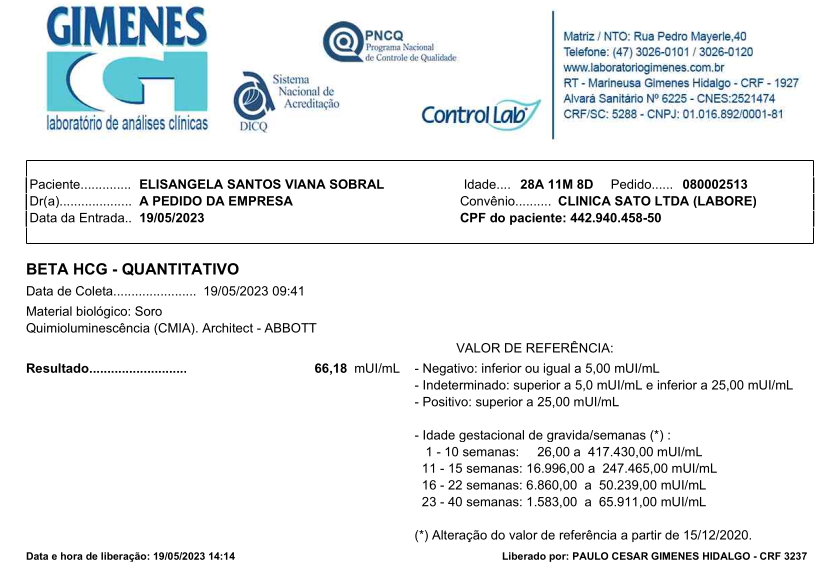 GIMENES
laboratório de análises clínicas
Sistema
Nacional de
Acreditação
DICQ
PNCQ
Programa Nacional
de Controle de Qualidade
Control Lab
Matriz / NTO: Rua Pedro Mayerle,40
Telefone: (47) 3026-0101 / 3026-0120
www.laboratoriogimenes.com.br
RT - Marineusa Gimenes Hidalgo - CRF - 1927
Alvará Sanitário Nº 6225 - CNES:2521474
CRF/SC: 5288 - CNPJ: 01.016.892/0001-81
Paciente.............. ELISANGELA SANTOS VIANA SOBRAL Idade.... 28A 11M 8D Pedido...... 080002513
Dr(a).................... A PEDIDO DA EMPRESA Convênio.......... CLINICA SATO LTDA (LABORE)
Data da Entrada.. 19/05/2023 CPF do paciente: 442.940.458-50
BETA HCG - QUANTITATIVO
Data de Coleta....................... 19/05/2023 09:41
Material biológico: Soro
Quimioluminescência (CMIA). Architect - ABBOTT
VALOR DE REFERÊNCIA:
Resultado........................... 66,18 mUI/mL - Negativo: inferior ou igual a 5,00 mUI/mL
- Indeterminado: superior a 5,0 mUI/mL e inferior a 25,00 mUI/mL
- Positivo: superior a 25,00 mUI/mL
- Idade gestacional de gravida/semanas (*) :
1 - 10 semanas: 26,00 a 417.430,00 mUI/mL
11 - 15 semanas: 16.996,00 a 247.465,00 mUI/mL
16 - 22 semanas: 6.860,00 a 50.239,00 mUI/mL
23 - 40 semanas: 1.583,00 a 65.911,00 mUI/mL
(*) Alteração do valor de referência a partir de 15/12/2020.
Data e hora de liberação: 19/05/2023 14:14 Liberado por: PAULO CESAR GIMENES HIDALGO - CRF 3237